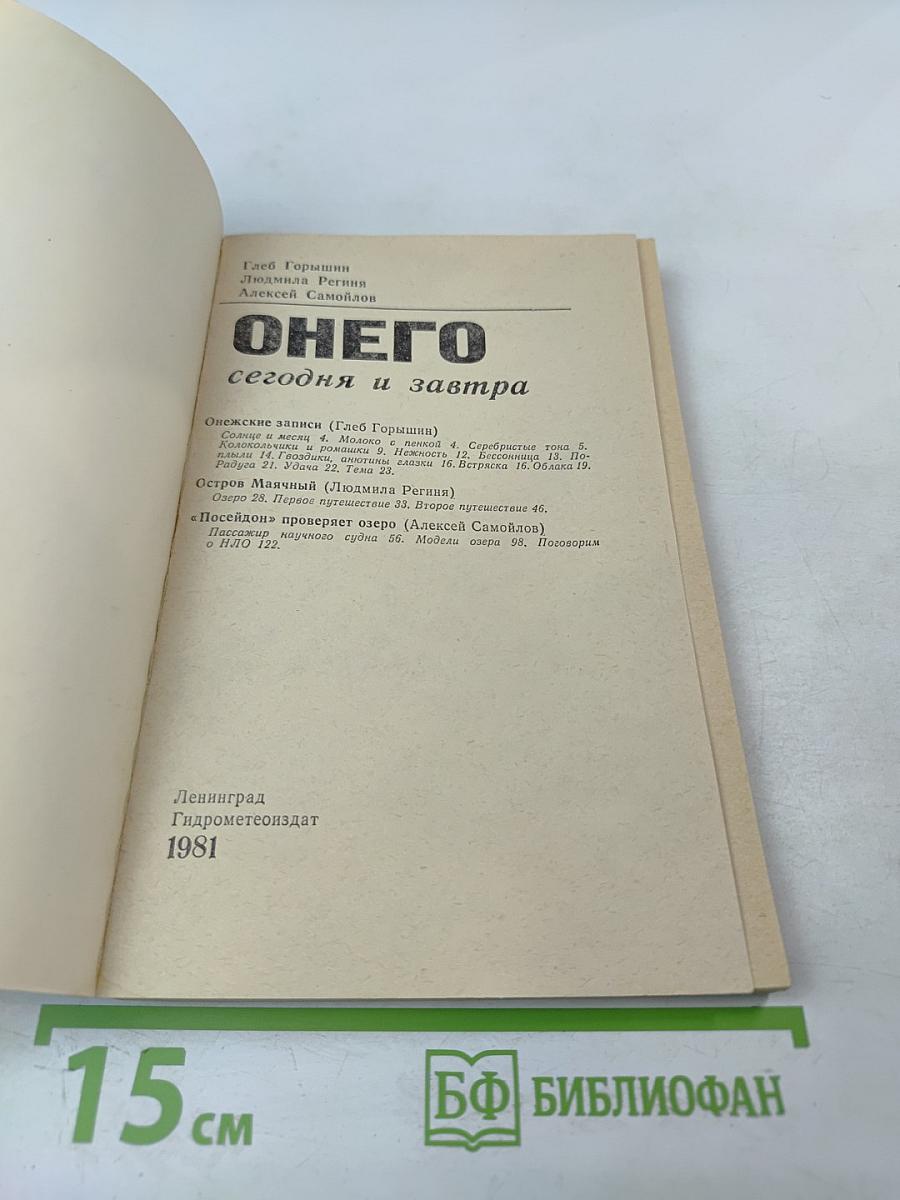 Глеб Горышин
Людмила Региня
Алексей Самойлов
ОНЕГО
сегодня и завтра
Онежские записи (Глеб Горышин)
Солнце и месяц 4. Молоко с пенкой 4. Серебристые тона 5.
Колокольчики и ромашки 9. Нежность 12. Бессонница 13. По-
плыли 14. Гвоздики, анютины глазки 16. Встряска 16. Облака 19.
Радуга 21. Удача 22. Тема 23.
Остров Маячный (Людмила Региня)
Озеро 28. Первое путешествие 33. Второе путешествие 46.
«Посейдон» проверяет озеро (Алексей Самойлов)
Пассажир научного судна 56. Модели озера 98. Поговорим
о НЛО 122.
Ленинград
Гидрометеоиздат
1981
15 см
БФ БИБЛИОФАН